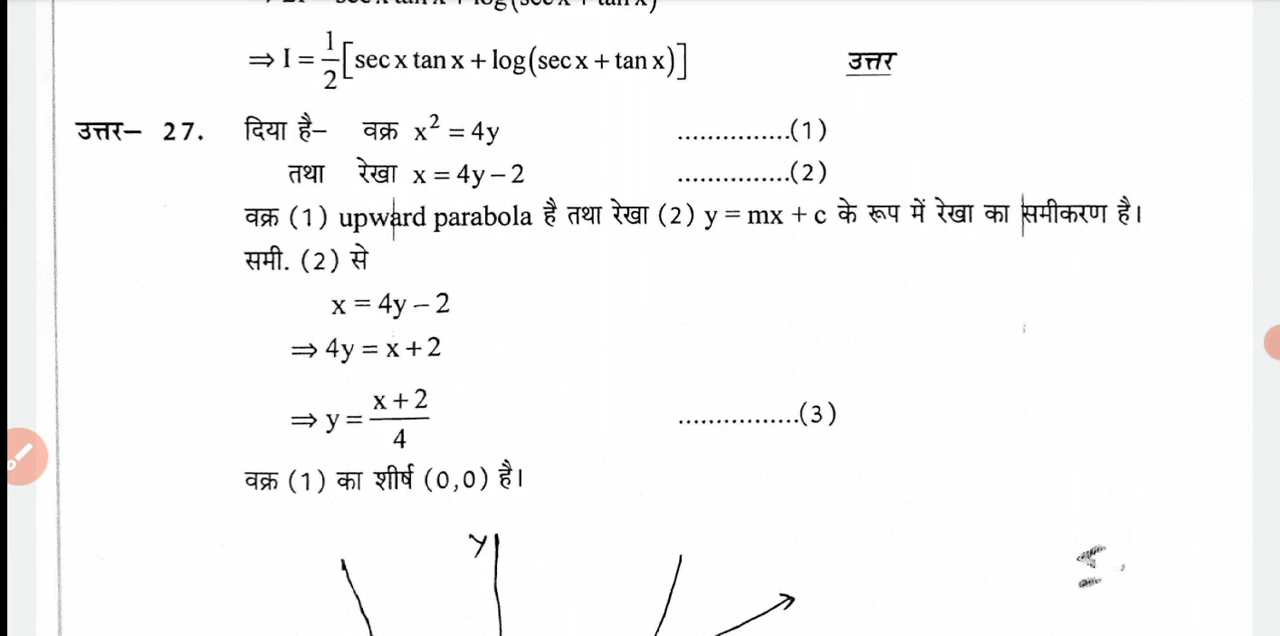 ⇒ I = 1/2 [sec x tan x + log(sec x + tan x)] उत्तर
उत्तर– 27. दिया है– वक्र x² = 4y ...............(1)
तथा रेखा x = 4y – 2 ...............(2)
वक्र (1) upward parabola है तथा रेखा (2) y = mx + c के रूप में रेखा का समीकरण है।
समी. (2) से
x = 4y – 2
⇒ 4y = x + 2
⇒ y = (x + 2)/4 ................(3)
वक्र (1) का शीर्ष (0,0) है।
y